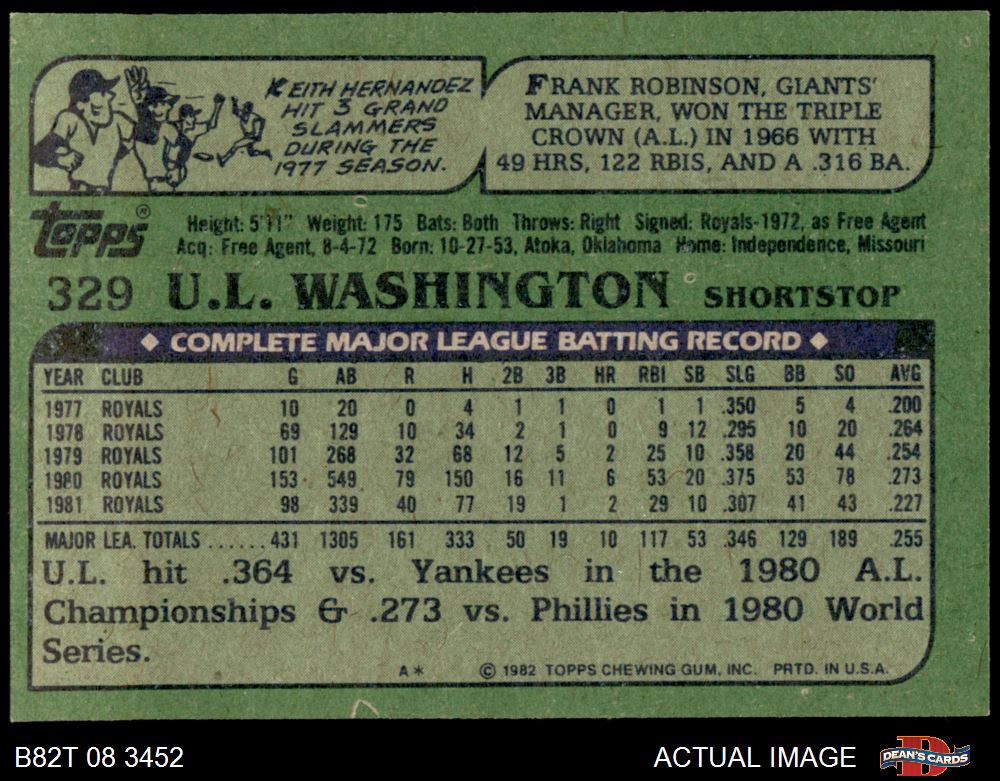 KEITH HERNANDEZ
HIT 3 GRAND
SLAMMERS
DURING THE
1977 SEASON.
FRANK ROBINSON, GIANTS'
MANAGER, WON THE TRIPLE
CROWN (A.L.) IN 1966 WITH
49 HRS, 122 RBIS, AND A .316 BA.
Topps®
Height: 5'11" Weight: 175 Bats: Both Throws: Right Signed: Royals-1972, as Free Agent
Acq: Free Agent, 8-4-72 Born: 10-27-53, Atoka, Oklahoma Home: Independence, Missouri
329 U.L. WASHINGTON SHORTSTOP
◆ COMPLETE MAJOR LEAGUE BATTING RECORD ◆
YEAR CLUB G AB R H 2B 3B HR RBI SB SLG BB SO AVG
1977 ROYALS 10 20 0 4 1 1 0 1 1 .350 5 4 .200
1978 ROYALS 69 129 10 34 2 1 0 9 12 .295 10 20 .264
1979 ROYALS 101 268 32 68 12 5 2 25 10 .358 20 44 .254
1980 ROYALS 153 549 79 150 16 11 6 53 20 .375 53 78 .273
1981 ROYALS 98 339 40 77 19 1 2 29 10 .307 41 43 .227
MAJOR LEA. TOTALS ...... 431 1305 161 333 50 19 10 117 53 .346 129 189 .255
U.L. hit .364 vs. Yankees in the 1980 A.L.
Championships & .273 vs. Phillies in 1980 World
Series.
A* © 1982 TOPPS CHEWING GUM, INC. PRTD. IN U.S.A.
B82T 08 3452 ACTUAL IMAGE DEAN'S CARDS